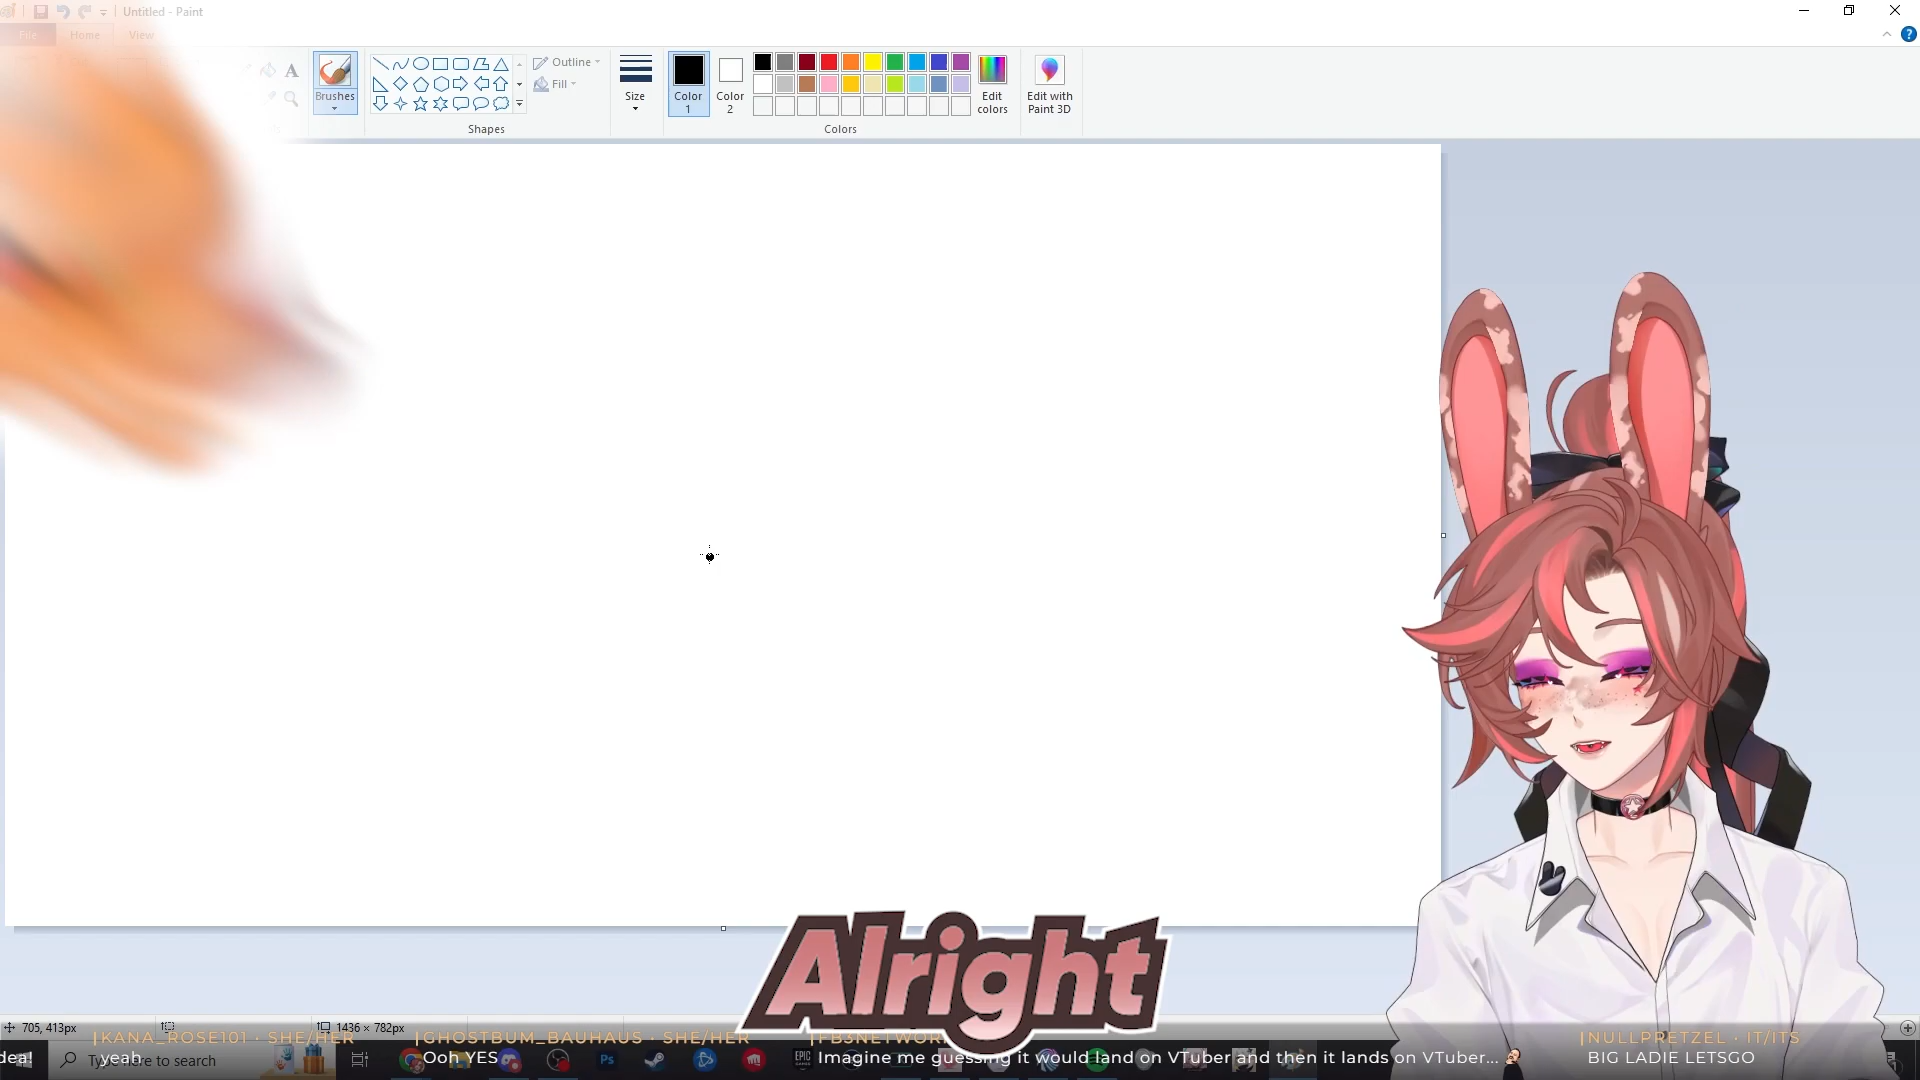 Untitled - Paint
File
Home
View
Brushes
Outline
Fill
Shapes
Size
Color
1
Color
2
Edit
colors
Edit with
Paint 3D
Colors
Alright
705, 413px
1436 × 782px
|KANA_ROSE101 · SHE/HER
|GHOSTBUM_BAUHAUS · SHE/HER
|NULLPRETZEL · IT/ITS
dea!
yeah
Type here to search
Ooh YES
Imagine me guessing it would land on VTuber and then it lands on VTuber...
BIG LADIE LETSGO